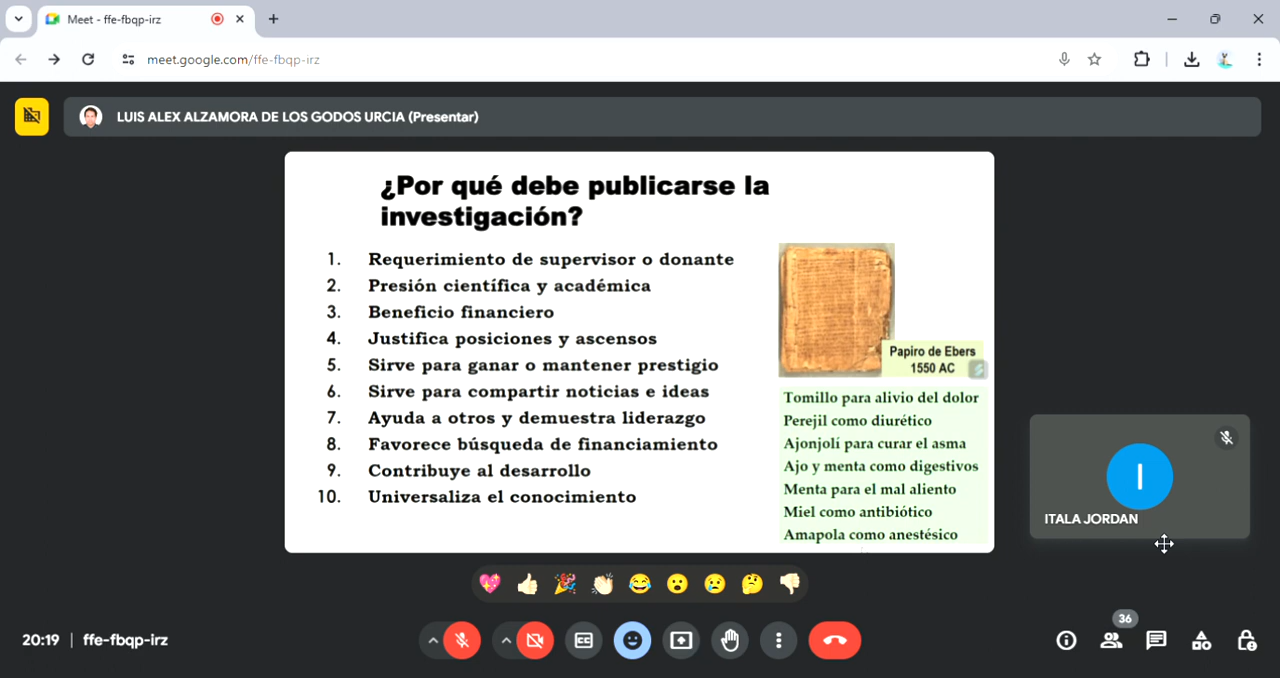 Meet - ffe-fbqp-irz
meet.google.com/ffe-fbqp-irz
LUIS ALEX ALZAMORA DE LOS GODOS URCIA (Presentar)
¿Por qué debe publicarse la
investigación?
1. Requerimiento de supervisor o donante
2. Presión científica y académica
3. Beneficio financiero
4. Justifica posiciones y ascensos
5. Sirve para ganar o mantener prestigio
6. Sirve para compartir noticias e ideas
7. Ayuda a otros y demuestra liderazgo
8. Favorece búsqueda de financiamiento
9. Contribuye al desarrollo
10. Universaliza el conocimiento
Papiro de Ebers
1550 AC
Tomillo para alivio del dolor
Perejil como diurético
Ajonjolí para curar el asma
Ajo y menta como digestivos
Menta para el mal aliento
Miel como antibiótico
Amapola como anestésico
I
ITALA JORDAN
20:19 | ffe-fbqp-irz
CC
36